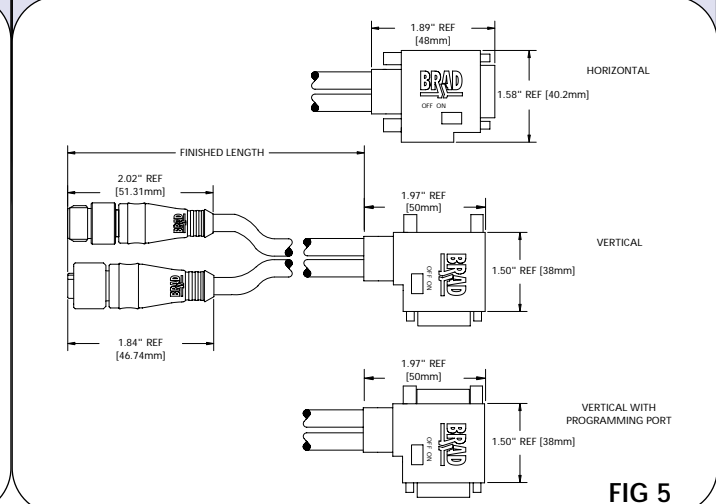 1.89" REF
[48mm]
HORIZONTAL
BRAD
OFF ON
1.58" REF [40.2mm]
FINISHED LENGTH
2.02" REF
[51.31mm]
BRAD
1.97" REF
[50mm]
VERTICAL
OFF ON
BRAD
1.50" REF [38mm]
BRAD
1.84" REF
[46.74mm]
1.97" REF
[50mm]
VERTICAL WITH
PROGRAMMING PORT
OFF ON
BRAD
1.50" REF [38mm]
FIG 5